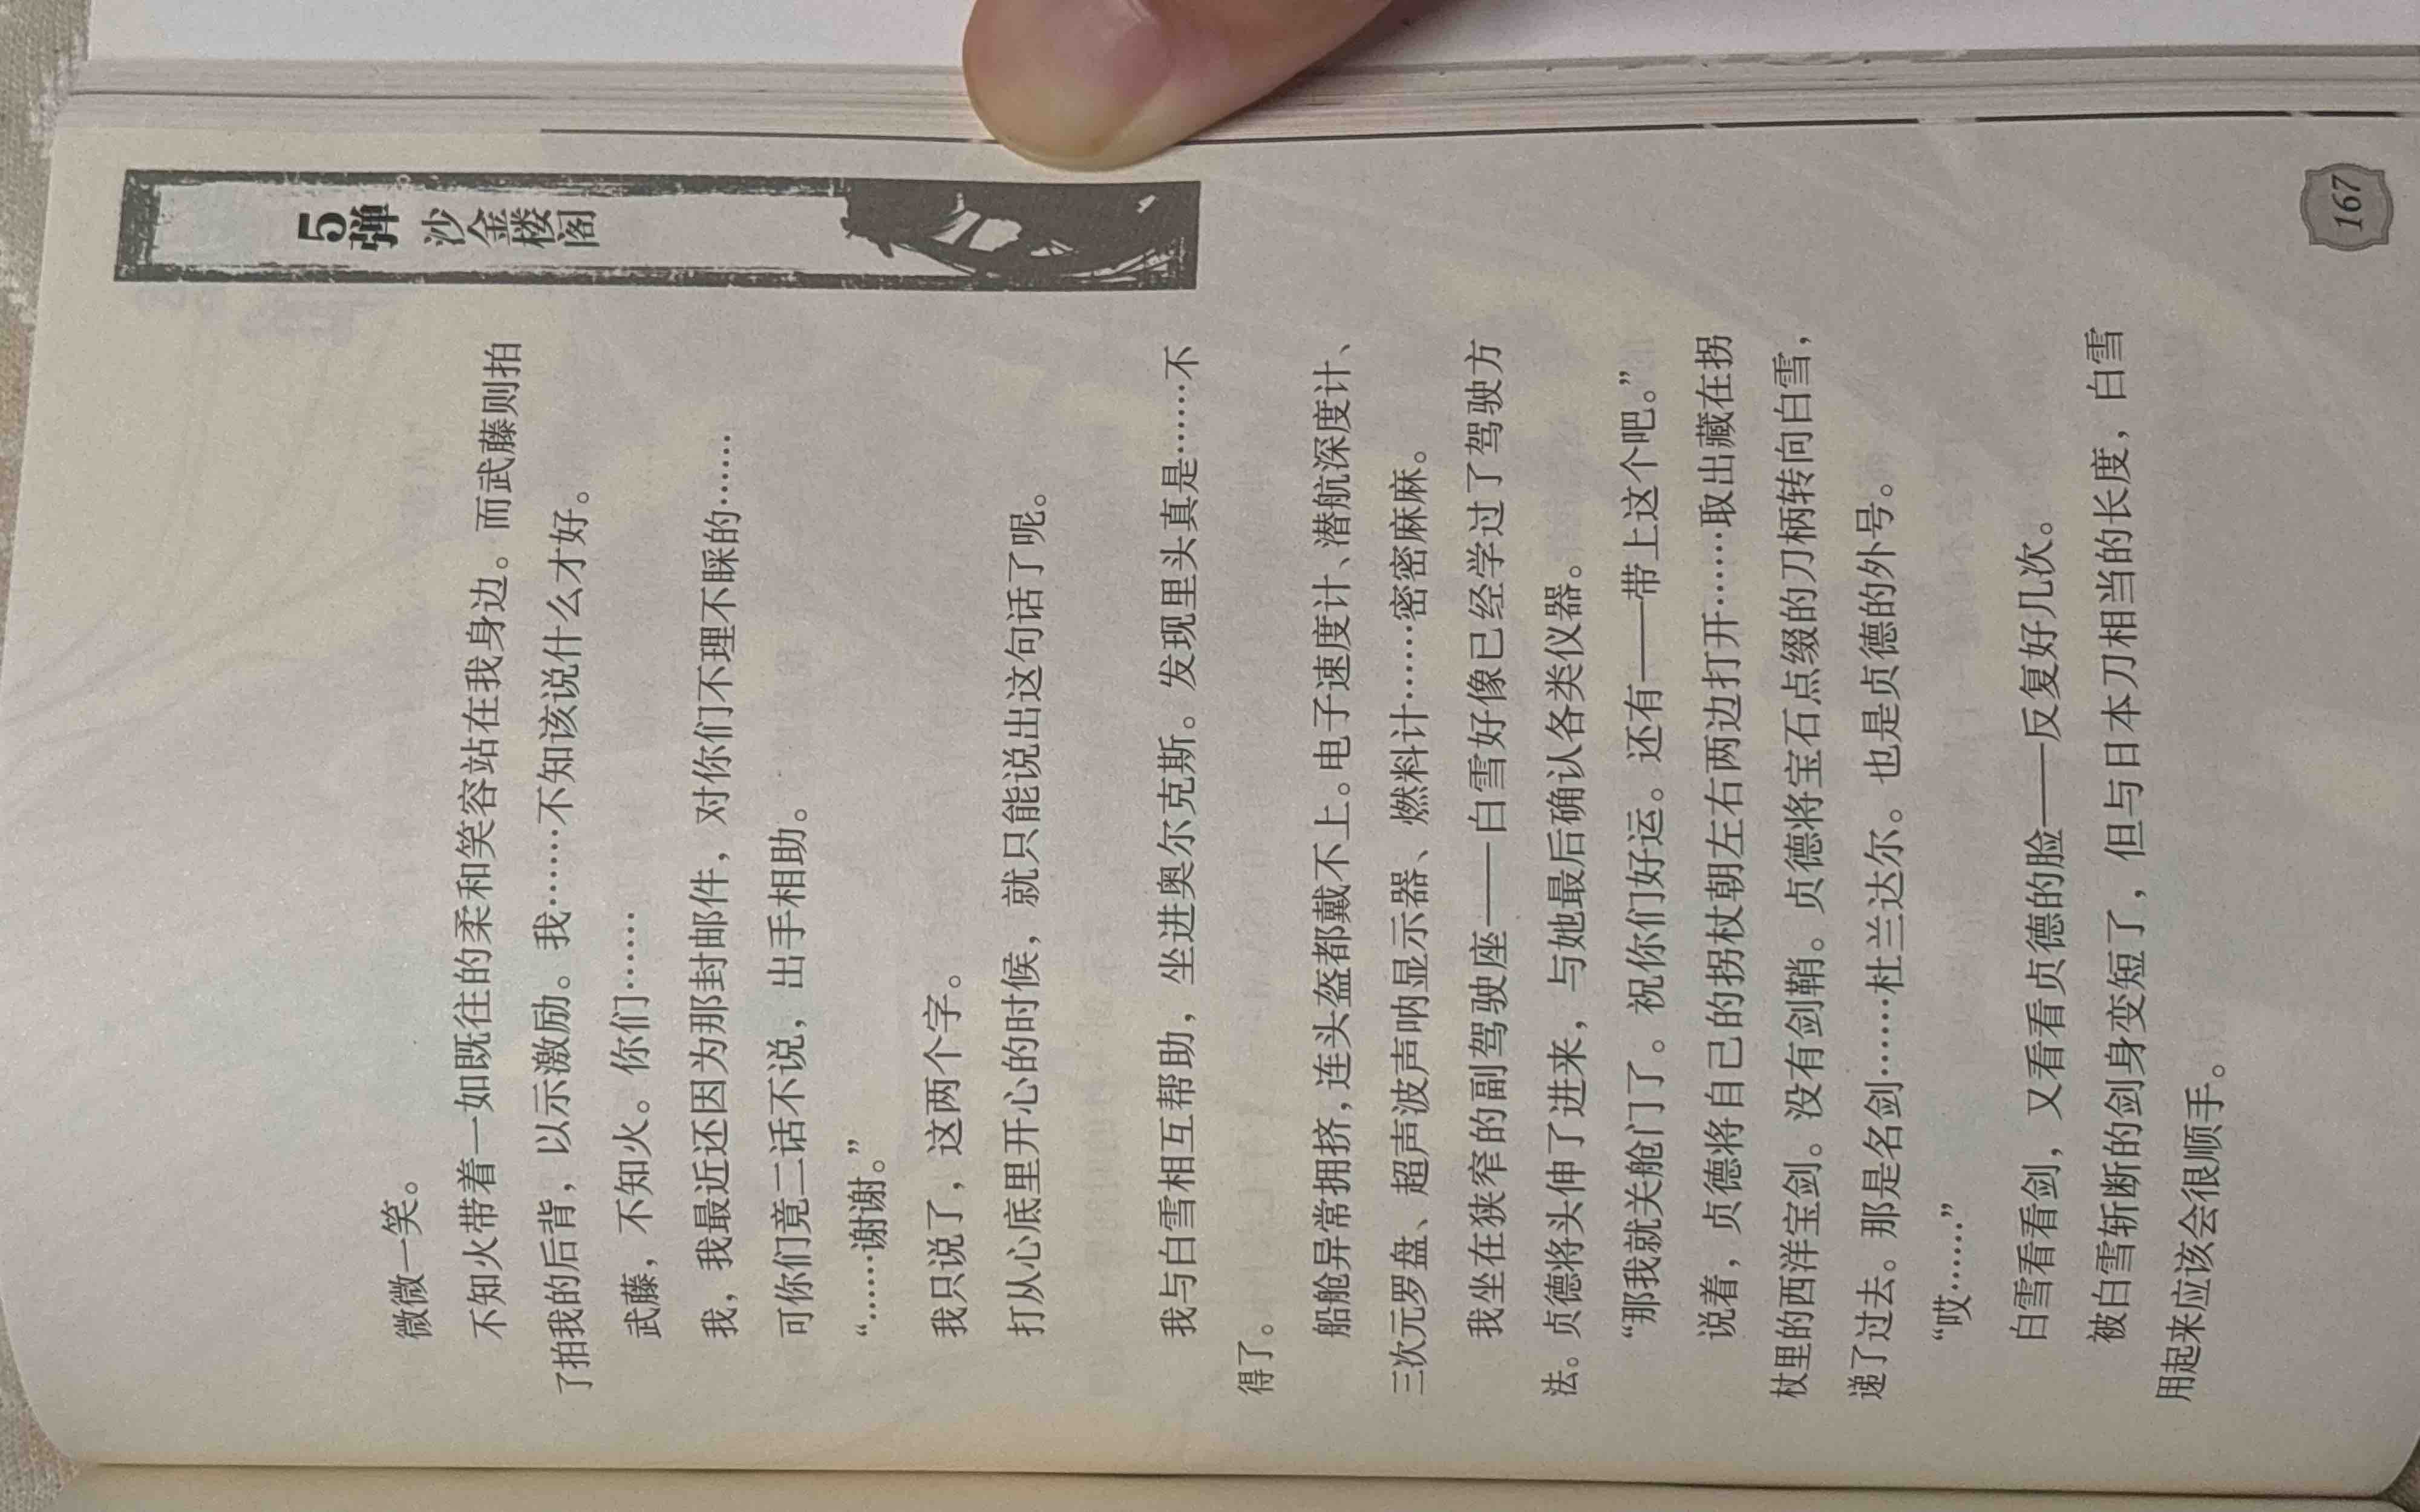 5弹 沙金楼阁
微微一笑。
不知火带着一如既往的柔和笑容站在我身边。而武藤则拍
了拍我的后背，以示激励。我……不知该说什么才好。
武藤，不知火。你们……
我，我最近还因为那封邮件，对你们不理不睬的……
可你们竟二话不说，出手相助。
“……谢谢。”
我只说了，这两个字。
打从心底里开心的时候，就只能说出这句话了呢。
我与白雪相互帮助，坐进奥尔克斯。发现里头真是……不
得了。
船舱异常拥挤，连头盔都戴不上。电子速度计、潜航深度计、
三次元罗盘、超声波声呐显示器、燃料计……密密麻麻。
我坐在狭窄的副驾驶座——白雪好像已经学过了驾驶方
法。贞德将头伸了进来，与她最后确认各类仪器。
“那我就关舱门了。祝你们好运。还有——带上这个吧。”
说着，贞德将自己的拐杖朝左右两边打开……取出藏在拐
杖里的西洋宝剑。没有剑鞘。贞德将宝石点缀的刀柄转向白雪，
递了过去。那是名剑……杜兰达尔。也是贞德的外号。
“哎……”
白雪看看剑，又看看贞德的脸——反复好几次。
被白雪斩断的剑身变短了，但与日本刀相当的长度，白雪
用起来应该会很顺手。
167